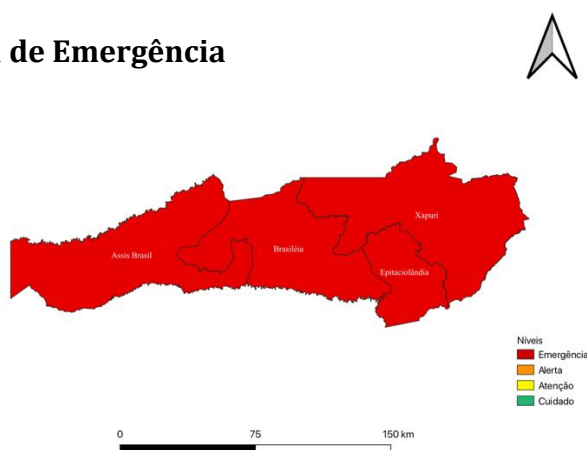 de Emergência
Xapuri
Assis Brasil
Brasiléia
Epitaciolândia
Níveis
Emergência
Alerta
Atenção
Cuidado
0 75 150 km